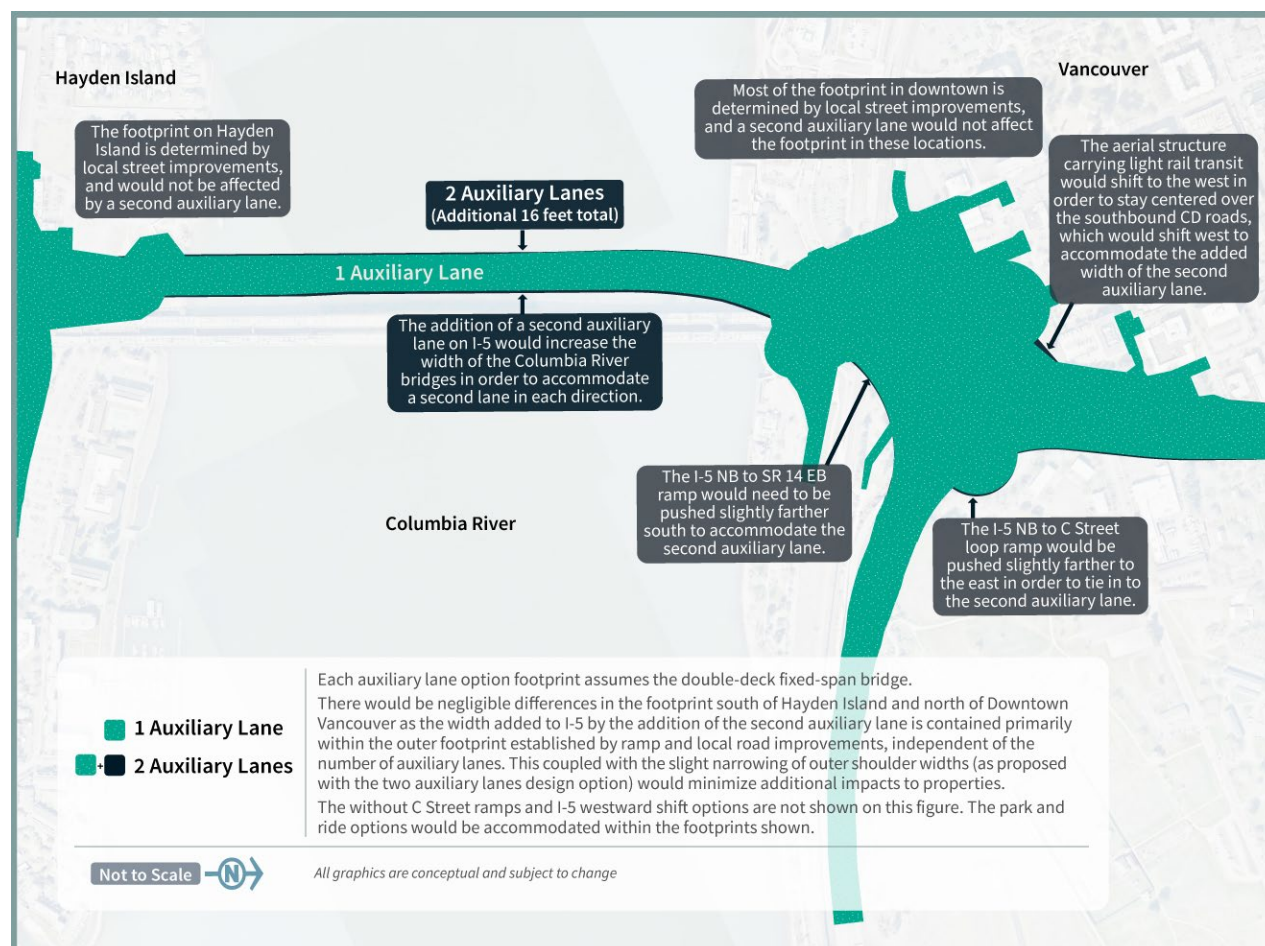 Hayden Island
Vancouver
The footprint on Hayden
Island is determined by
local street improvements,
and would not be affected
by a second auxiliary lane.
Most of the footprint in downtown is
determined by local street improvements,
and a second auxiliary lane would not affect
the footprint in these locations.
The aerial structure
carrying light rail transit
would shift to the west in
order to stay centered over
the southbound CD roads,
which would shift west to
accommodate the added
width of the second
auxiliary lane.
2 Auxiliary Lanes
(Additional 16 feet total)
1 Auxiliary Lane
The addition of a second auxiliary
lane on I-5 would increase the
width of the Columbia River
bridges in order to accommodate
a second lane in each direction.
The I-5 NB to SR 14 EB
ramp would need to be
pushed slightly farther
south to accommodate the
second auxiliary lane.
Columbia River
The I-5 NB to C Street
loop ramp would be
pushed slightly farther to
the east in order to tie in to
the second auxiliary lane.
1 Auxiliary Lane
+ 2 Auxiliary Lanes
Each auxiliary lane option footprint assumes the double-deck fixed-span bridge.
There would be negligible differences in the footprint south of Hayden Island and north of Downtown
Vancouver as the width added to I-5 by the addition of the second auxiliary lane is contained primarily
within the outer footprint established by ramp and local road improvements, independent of the
number of auxiliary lanes. This coupled with the slight narrowing of outer shoulder widths (as proposed
with the two auxiliary lanes design option) would minimize additional impacts to properties.
The without C Street ramps and I-5 westward shift options are not shown on this figure. The park and
ride options would be accommodated within the footprints shown.
Not to Scale N
All graphics are conceptual and subject to change